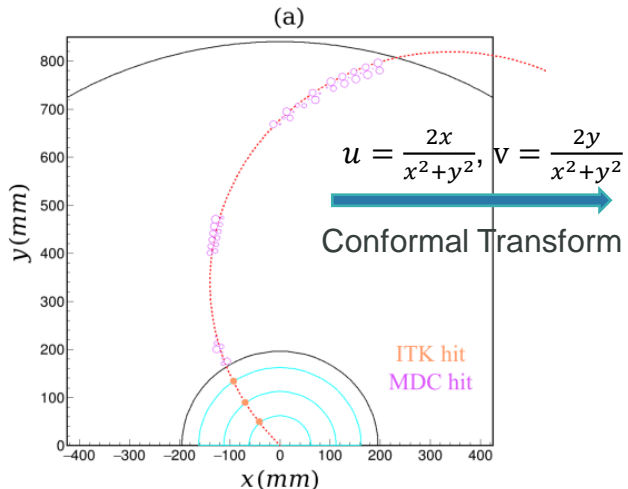 (a)
800
700
600
500
400
300
200
100
0
y(mm)
u = 2x/(x²+y²), v = 2y/(x²+y²)
Conformal Transform
ITK hit
MDC hit
−400 −300 −200 −100 0 100 200 300 400
x(mm)